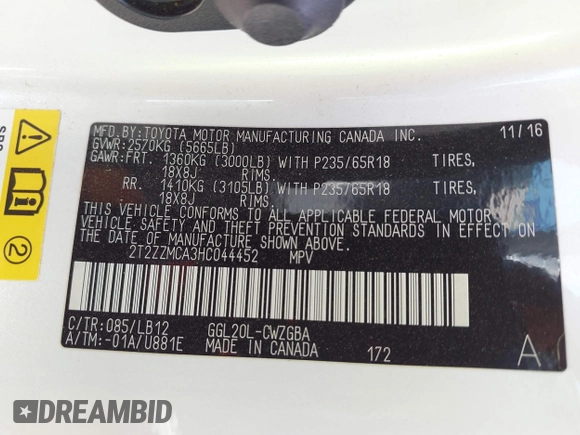 MFD.BY:TOYOTA MOTOR MANUFACTURING CANADA INC. 11/16
GVWR:2570KG (5665LB)
GAWR:FRT. 1360KG (3000LB) WITH P235/65R18 TIRES,
18X8J RIMS.
RR. 1410KG (3105LB) WITH P235/65R18 TIRES,
18X8J RIMS.
THIS VEHICLE CONFORMS TO ALL APPLICABLE FEDERAL MOTOR
VEHICLE SAFETY AND THEFT PREVENTION STANDARDS IN EFFECT ON
THE DATE OF MANUFACTURE SHOWN ABOVE.
2T2ZZMCA3HC044452 MPV
C/TR:085/LB12 GGL20L-CWZGBA
A/TM:-01A/U881E MADE IN CANADA 172 A
2
DREAMBID